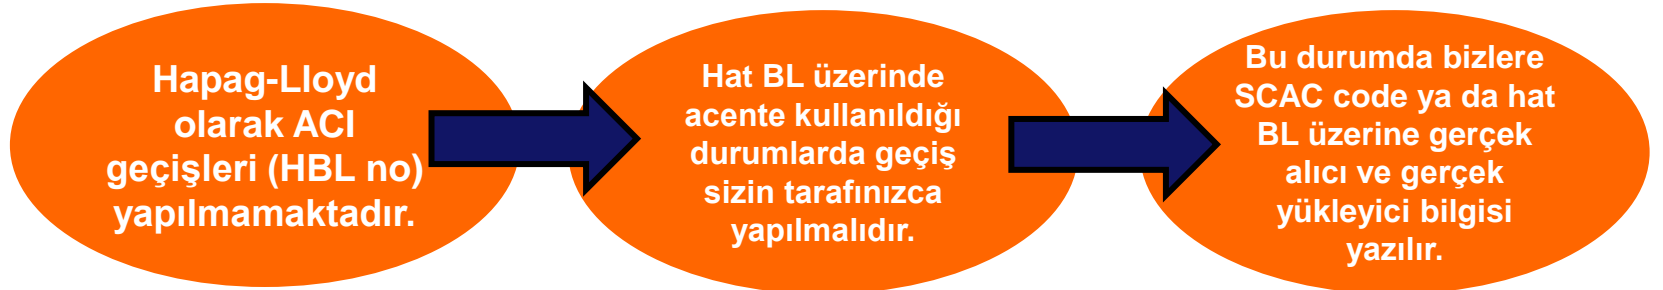 Hapag-Lloyd
olarak ACI
geçişleri (HBL no)
yapılmamaktadır.
Hat BL üzerinde
acente kullanıldığı
durumlarda geçiş
sizin tarafınızca
yapılmalıdır.
Bu durumda bizlere
SCAC code ya da hat
BL üzerine gerçek
alıcı ve gerçek
yükleyici bilgisi
yazılır.